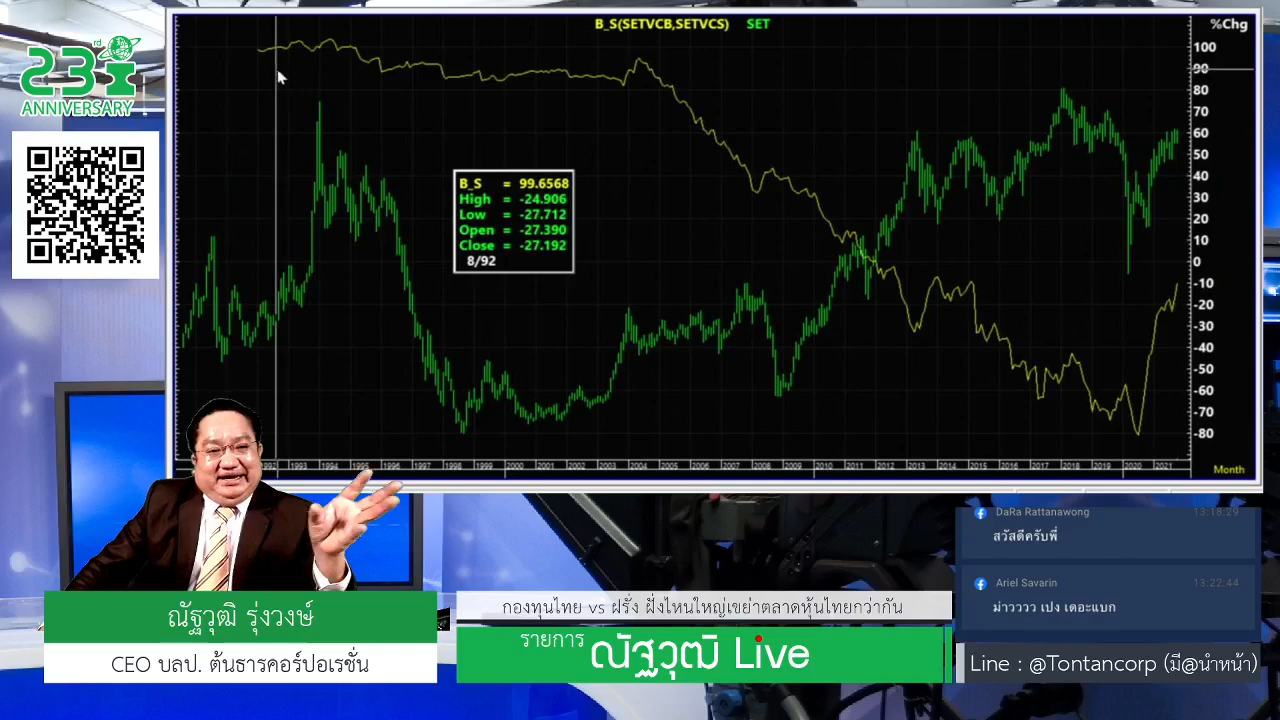 23rd
ANNIVERSARY
B_S(SETVCB,SETVCS) SET
%Chg
100
90
80
70
60
50
40
30
20
10
0
-10
-20
-30
-40
-50
-60
-70
-80
B_S = 99.6568
High = -24.906
Low = -27.712
Open = -27.390
Close = -27.192
8/92
1992 1993 1994 1995 1996 1997 1998 1999 2000 2001 2002 2003 2004 2005 2006 2007 2008 2009 2010 2011 2012 2013 2014 2015 2016 2017 2018 2019 2020 2021
Month
DaRa Rattanawong 13:18:29
สวัสดีครับพี่
Ariel Savarin 13:22:44
ม่าวววว เปง เดอะแบก
ณัฐวุฒิ รุ่งวงษ์
CEO บลป. ต้นธารคอร์ปอเรชั่น
กองทุนไทย vs ฝรั่ง ฝั่งไหนใหญ่เขย่าตลาดหุ้นไทยกว่ากัน
รายการ ณัฐวุฒิ Live
Line : @Tontancorp (มี@นำหน้า)